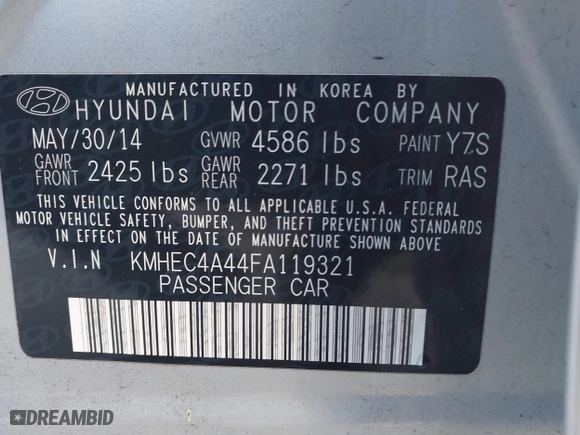 MANUFACTURED IN KOREA BY
HYUNDAI MOTOR COMPANY
MAY/30/14 GVWR 4586 lbs PAINT Y7S
GAWR FRONT 2425 lbs GAWR REAR 2271 lbs TRIM RAS
THIS VEHICLE CONFORMS TO ALL APPLICABLE U.S.A. FEDERAL
MOTOR VEHICLE SAFETY, BUMPER, AND THEFT PREVENTION STANDARDS
IN EFFECT ON THE DATE OF MANUFACTURE SHOWN ABOVE
V.I.N KMHEC4A44FA119321
PASSENGER CAR
DREAMBID